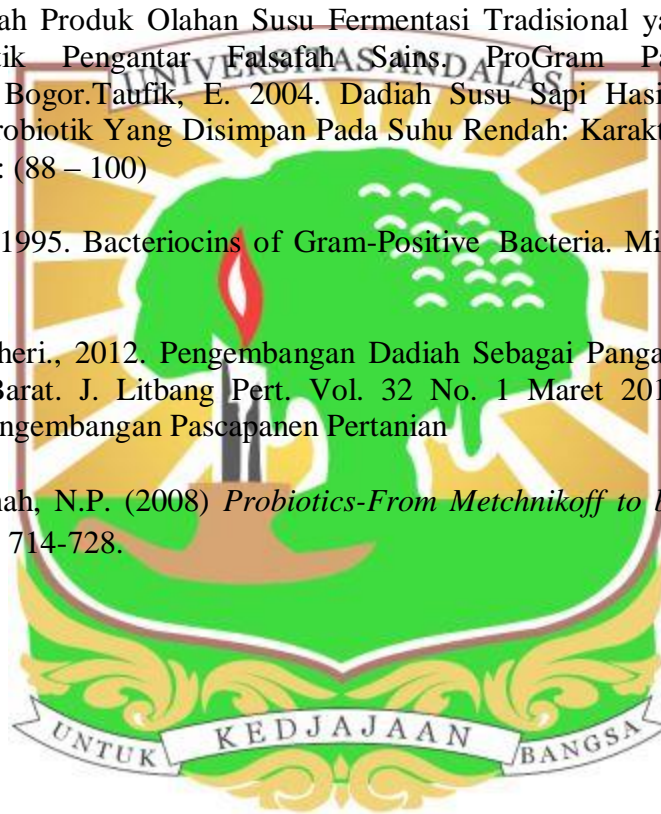 ah Produk Olahan Susu Fermentasi Tradisional ya
tik Pengantar Falsafah Sains. ProGram Pa
UNIVERSITAS ANDALAS
Bogor.Taufik, E. 2004. Dadiah Susu Sapi Hasi
robiotik Yang Disimpan Pada Suhu Rendah: Karakt
: (88 – 100)
1995. Bacteriocins of Gram-Positive Bacteria. Mi
heri., 2012. Pengembangan Dadiah Sebagai Panga
Barat. J. Litbang Pert. Vol. 32 No. 1 Maret 201
ngembangan Pascapanen Pertanian
nah, N.P. (2008) Probiotics-From Metchnikoff to
714-728.
UNTUK KEDJAJAAN BANGSA